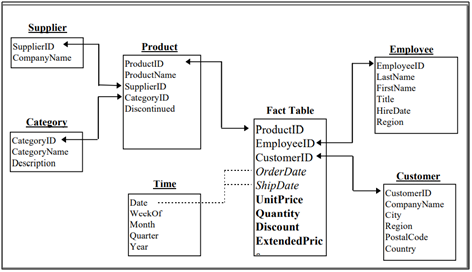 Supplier
SupplierID
CompanyName
Product
ProductID
ProductName
SupplierID
CategoryID
Discontinued
Category
CategoryID
CategoryName
Description
Time
Date
WeekOf
Month
Quarter
Year
Fact Table
ProductID
EmployeeID
CustomerID
OrderDate
ShipDate
UnitPrice
Quantity
Discount
ExtendedPric
Employee
EmployeeID
LastName
FirstName
Title
HireDate
Region
Customer
CustomerID
CompanyName
City
Region
PostalCode
Country